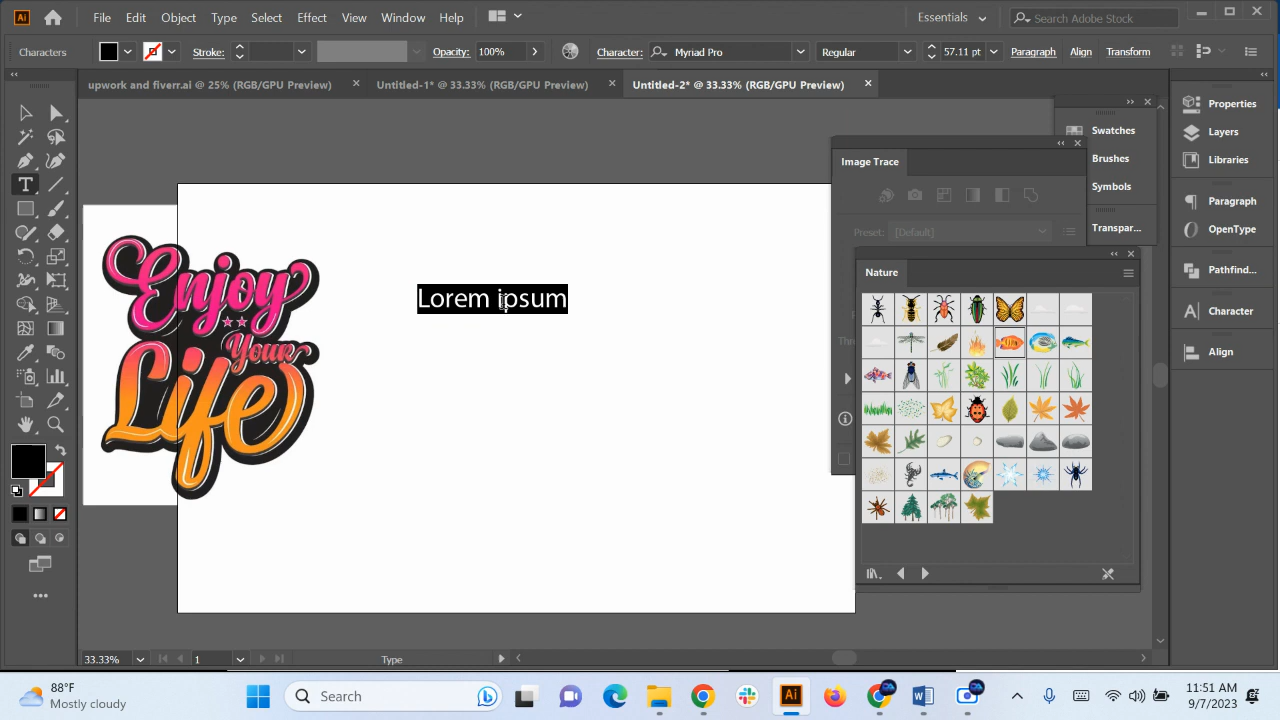 Ai File Edit Object Type Select Effect View Window Help Essentials Search Adobe Stock
Characters Stroke: Opacity: 100% Character: Myriad Pro Regular 57.11 pt Paragraph Align Transform
upwork and fiverr.ai @ 25% (RGB/GPU Preview) Untitled-1* @ 33.33% (RGB/GPU Preview) Untitled-2* @ 33.33% (RGB/GPU Preview)
Swatches
Brushes
Symbols
Transpar...
Properties
Layers
Libraries
Paragraph
OpenType
Pathfind...
Character
Align
Image Trace
Preset: [Default]
Nature
Enjoy
Your
Life
Lorem ipsum
33.33% 1 Type
88°F
Mostly cloudy
Search
Ai
11:51 AM
9/7/2023